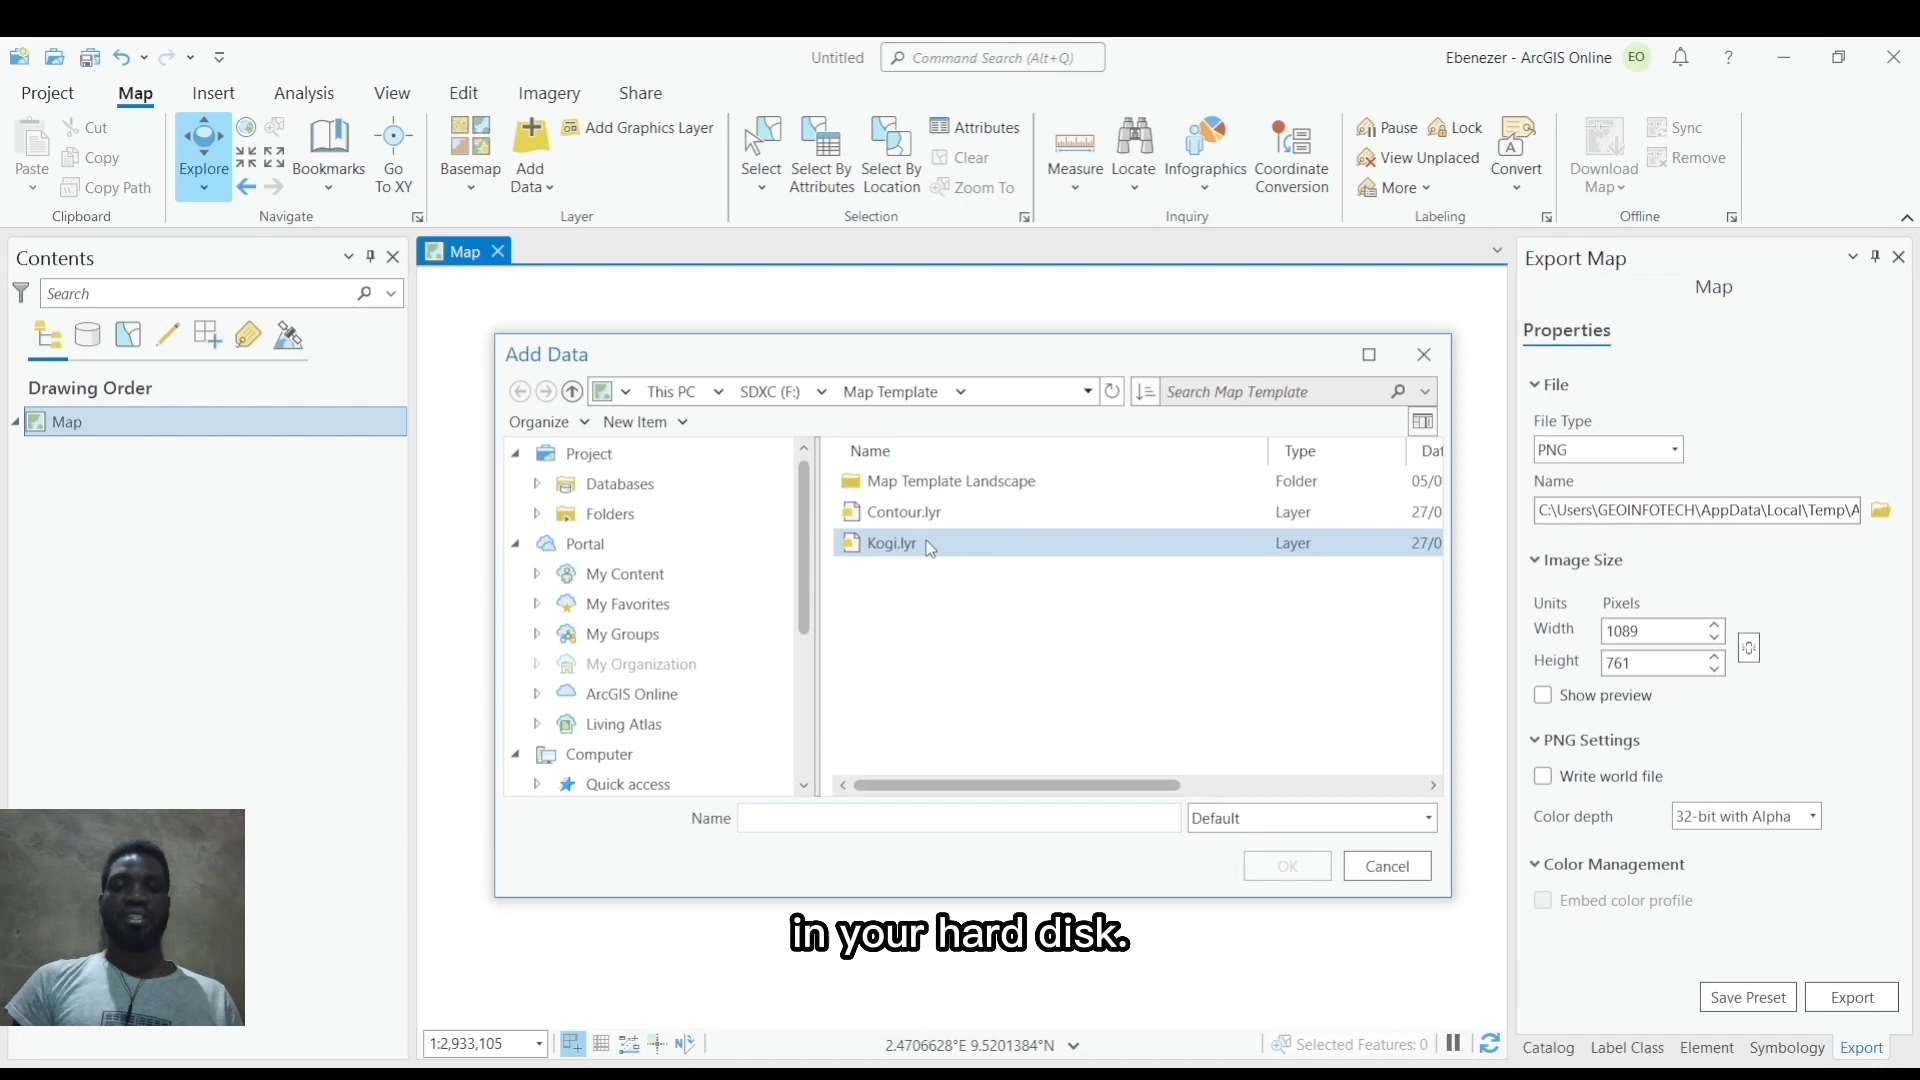 Untitled
Command Search (Alt+Q)
Ebenezer - ArcGIS Online
EO
?
Project
Map
Insert
Analysis
View
Edit
Imagery
Share
Paste
Cut
Copy
Copy Path
Clipboard
Explore
Bookmarks
Go
To XY
Navigate
Basemap
Add
Data
Add Graphics Layer
Layer
Select
Select By
Attributes
Select By
Location
Attributes
Clear
Zoom To
Selection
Measure
Locate
Infographics
Coordinate
Conversion
Inquiry
Pause
Lock
View Unplaced
More
Convert
Labeling
Download
Map
Sync
Remove
Offline
Contents
Search
Drawing Order
Map
Map
Add Data
This PC
SDXC (F:)
Map Template
Search Map Template
Organize
New Item
Project
Databases
Folders
Portal
My Content
My Favorites
My Groups
My Organization
ArcGIS Online
Living Atlas
Computer
Quick access
Name
Type
Dat
Map Template Landscape
Folder
05/0
Contour.lyr
Layer
27/0
Kogi.lyr
Layer
27/0
Name
Default
OK
Cancel
in your hard disk.
1:2,933,105
2.4706628°E 9.5201384°N
Selected Features: 0
Export Map
Map
Properties
File
File Type
PNG
Name
C:\Users\GEOINFOTECH\AppData\Local\Temp\A
Image Size
Units
Pixels
Width
1089
Height
761
Show preview
PNG Settings
Write world file
Color depth
32-bit with Alpha
Color Management
Embed color profile
Save Preset
Export
Catalog
Label Class
Element
Symbology
Export